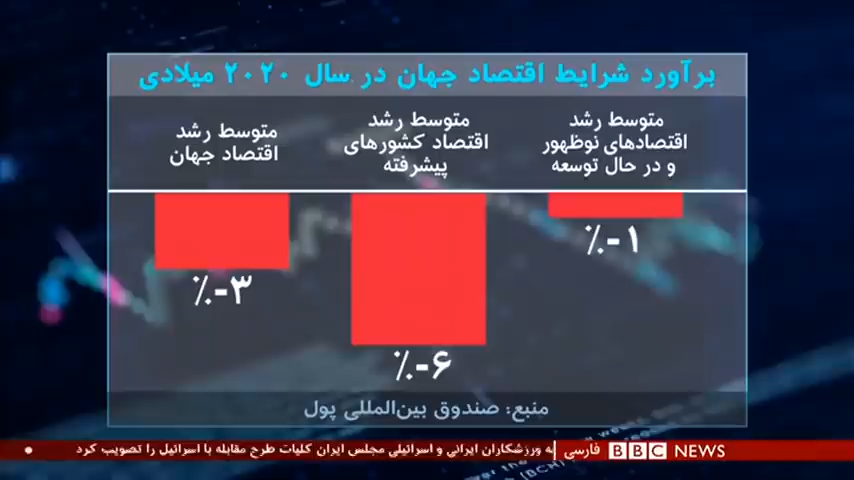 برآورد شرایط اقتصاد جهان در سال ۲۰۲۰ میلادی
متوسط رشد
اقتصادهای نوظهور
و در حال توسعه
متوسط رشد
اقتصاد کشورهای
پیشرفته
متوسط رشد
اقتصاد جهان
٪-۱
٪-۶
٪-۳
منبع: صندوق بین‌المللی پول
BBC NEWS فارسی
ورزشکاران ایرانی و اسرائیلی مجلس ایران کلیات طرح مقابله با اسرائیل را تصویب کرد
(BCH)